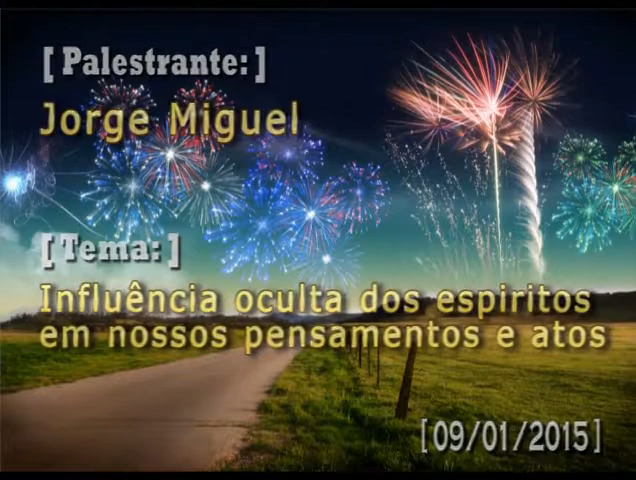 [ Palestrante: ]
Jorge Miguel
[ Tema: ]
Influência oculta dos espiritos
em nossos pensamentos e atos
[09/01/2015]